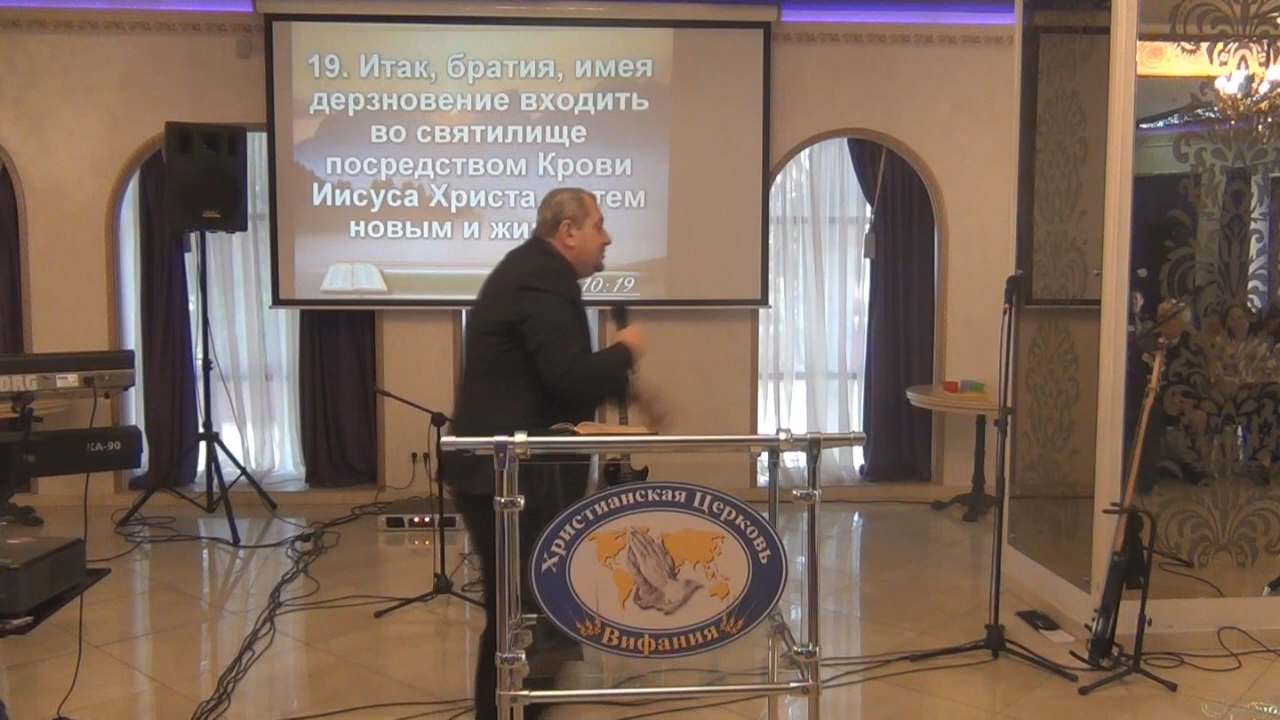 19. Итак, братия, имея
дерзновение входить
во святилище
посредством Крови
Иисуса Христа
новым и
10:19
KORG
KA-90
Христианская Церковь
Вифания